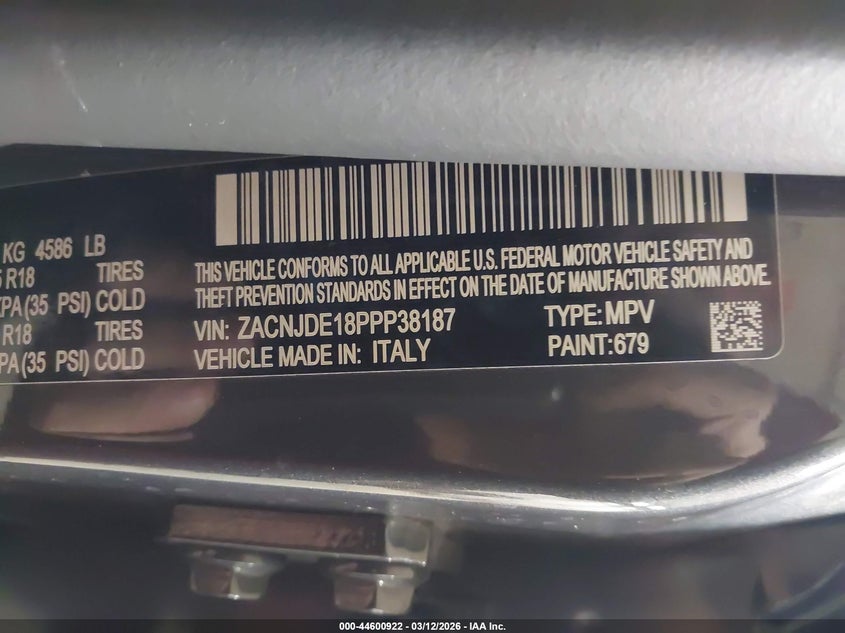 KG 4586 LB
R18 TIRES
(35 PSI) COLD
R18 TIRES
PA (35 PSI) COLD
THIS VEHICLE CONFORMS TO ALL APPLICABLE U.S. FEDERAL MOTOR VEHICLE SAFETY AND
THEFT PREVENTION STANDARDS IN EFFECT ON THE DATE OF MANUFACTURE SHOWN ABOVE.
VIN: ZACNJDE18PPP38187 TYPE: MPV
VEHICLE MADE IN: ITALY PAINT: 679
000-44600922 - 03/12/2026 - IAA Inc.